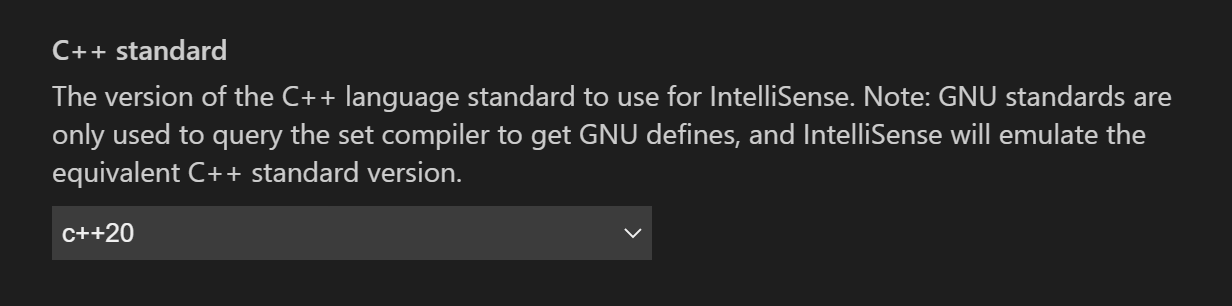 C++ standard
The version of the C++ language standard to use for IntelliSense. Note: GNU standards are
only used to query the set compiler to get GNU defines, and IntelliSense will emulate the
equivalent C++ standard version.
c++20